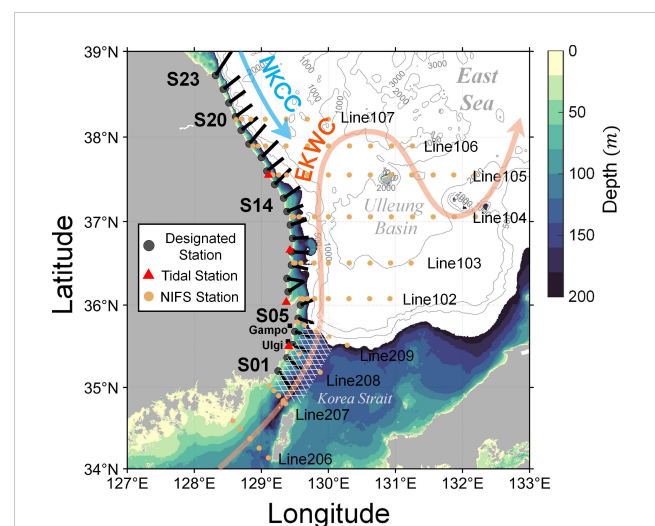 39°N
38°N
37°N
36°N
35°N
34°N
Latitude
127°E
128°E
129°E
130°E
131°E
132°E
133°E
Longitude
S23
S20
S14
S05
Gampo
Ulgi
S01
NKCC
EKWC
East
Sea
Ulleung
Basin
Korea Strait
Line107
Line106
Line105
Line104
Line103
Line102
Line209
Line208
Line207
Line206
Designated
Station
Tidal Station
NIFS Station
0
50
100
150
200
Depth (m)
3000
1000
2000